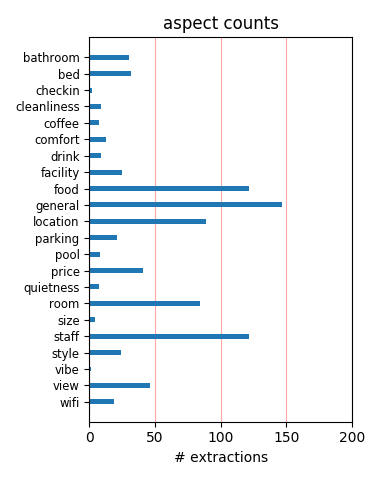 aspect counts
bathroom
bed
checkin
cleanliness
coffee
comfort
drink
facility
food
general
location
parking
pool
price
quietness
room
size
staff
style
vibe
view
wifi
0 50 100 150 200
# extractions